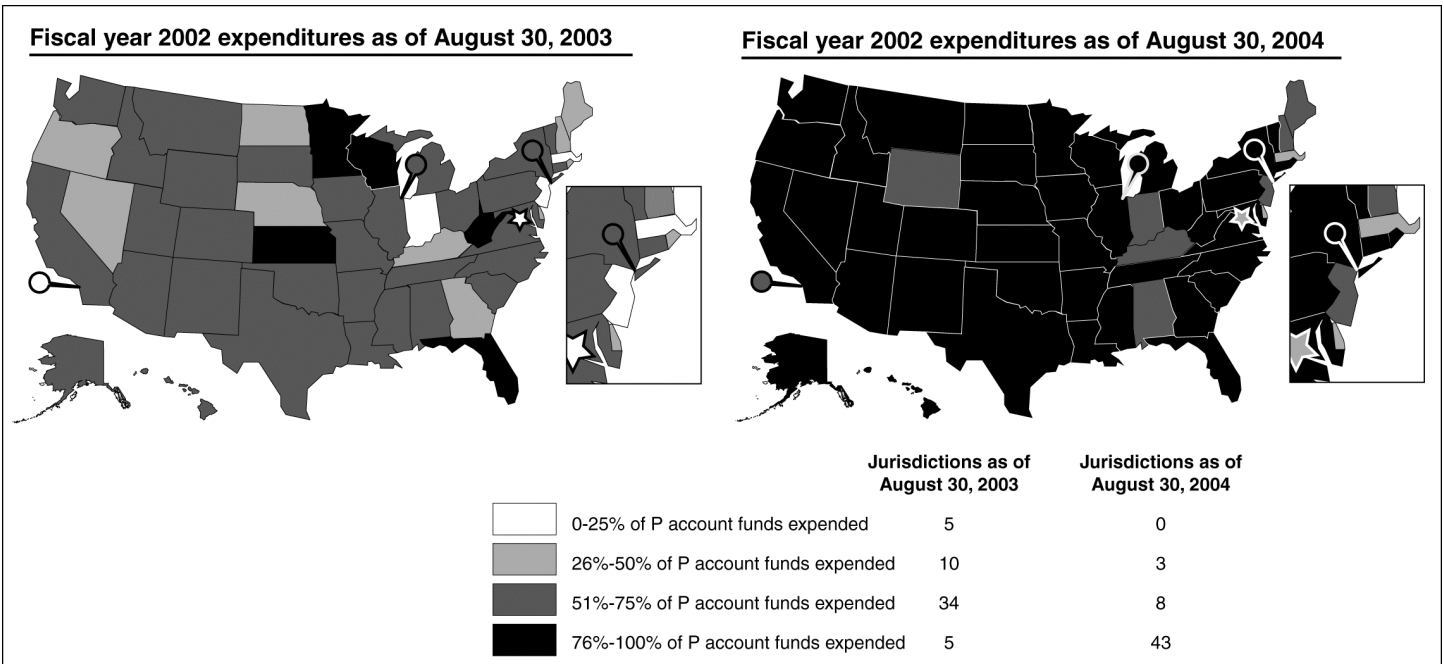 Fiscal year 2002 expenditures as of August 30, 2003
Fiscal year 2002 expenditures as of August 30, 2004
Jurisdictions as of August 30, 2003
Jurisdictions as of August 30, 2004
0-25% of P account funds expended 5 0
26%-50% of P account funds expended 10 3
51%-75% of P account funds expended 34 8
76%-100% of P account funds expended 5 43